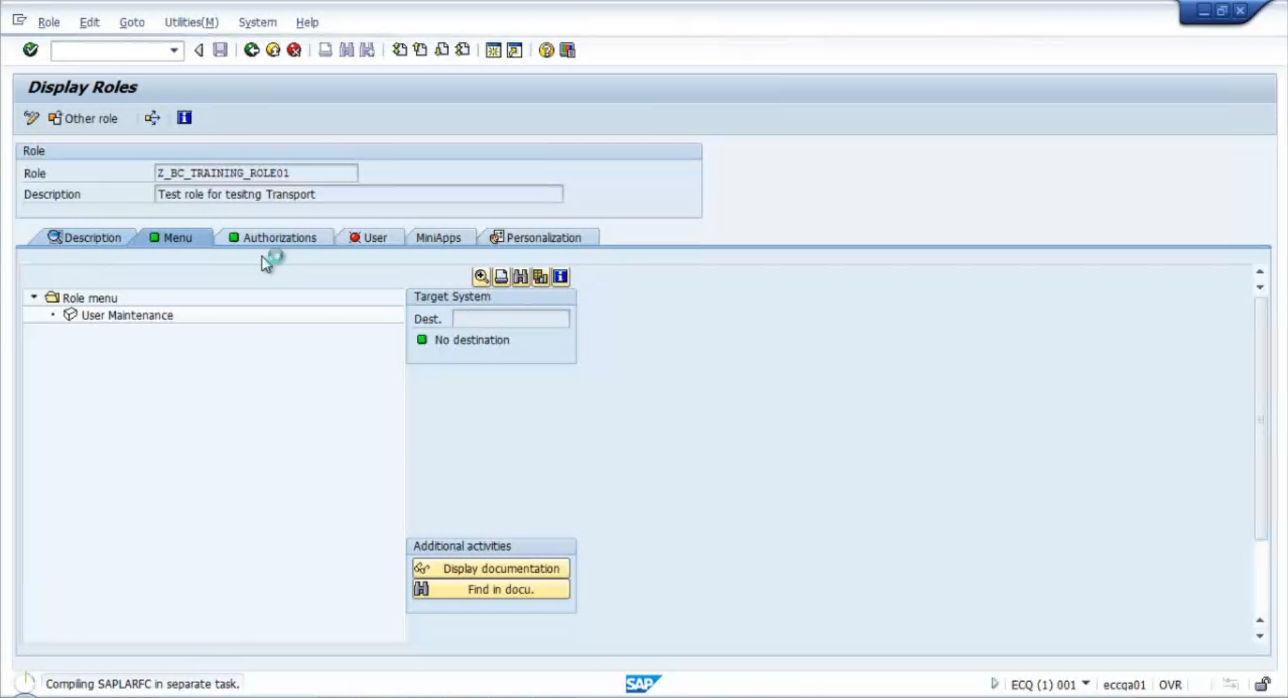 Role Edit Goto Utilities(M) System Help
Display Roles
Other role
Role
Role Z_BC_TRAINING_ROLE01
Description Test role for tesitng Transport
Description Menu Authorizations User MiniApps Personalization
Role menu
User Maintenance
Target System
Dest.
No destination
Additional activities
Display documentation
Find in docu.
Compiling SAPLARFC in separate task.
SAP
ECQ (1) 001 eccqa01 OVR